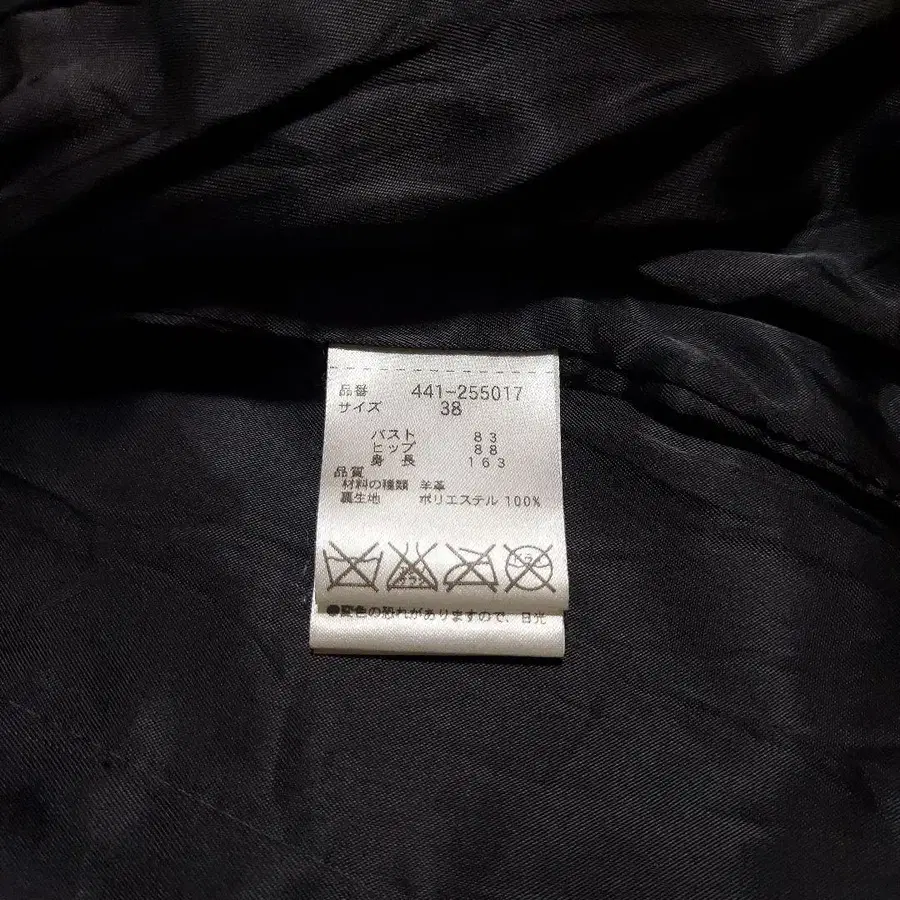 品番 441-255017
サイズ 38
バスト 83
ヒップ 88
身長 163
品質
材料の種類 羊革
裏生地 ポリエステル 100%
●変色の恐れがありますので、日光